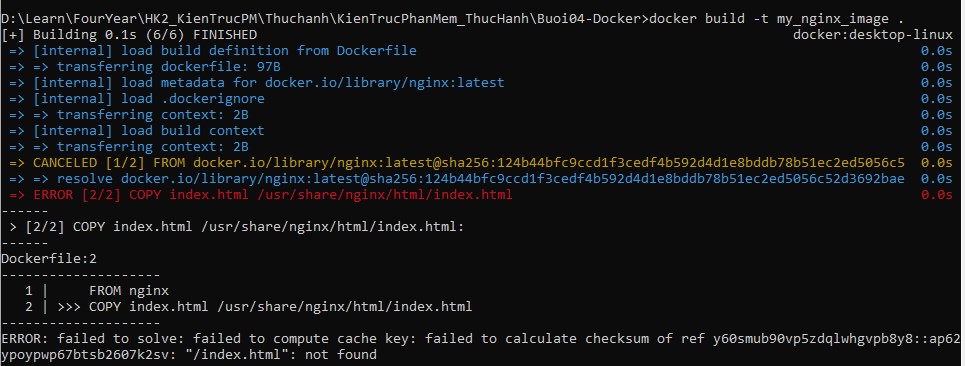 D:\Learn\FourYear\HK2_KienTrucPM\Thuchanh\KienTrucPhanMem_ThucHanh\Buoi04-Docker>docker build -t my_nginx_image .
[+] Building 0.1s (6/6) FINISHED docker:desktop-linux
=> [internal] load build definition from Dockerfile 0.0s
=> => transferring dockerfile: 97B 0.0s
=> [internal] load metadata for docker.io/library/nginx:latest 0.0s
=> [internal] load .dockerignore 0.0s
=> => transferring context: 2B 0.0s
=> [internal] load build context 0.0s
=> => transferring context: 2B 0.0s
=> CANCELED [1/2] FROM docker.io/library/nginx:latest@sha256:124b44bfc9ccd1f3cedf4b592d4d1e8bddb78b51ec2ed5056c5 0.0s
=> => resolve docker.io/library/nginx:latest@sha256:124b44bfc9ccd1f3cedf4b592d4d1e8bddb78b51ec2ed5056c52d3692bae 0.0s
=> ERROR [2/2] COPY index.html /usr/share/nginx/html/index.html 0.0s
------
> [2/2] COPY index.html /usr/share/nginx/html/index.html:
------
Dockerfile:2
--------------------
1 | FROM nginx
2 | >>> COPY index.html /usr/share/nginx/html/index.html
--------------------
ERROR: failed to solve: failed to compute cache key: failed to calculate checksum of ref y60smub90vp5zdqlwhgvpb8y8::ap62
ypoypwp67btsb2607k2sv: "/index.html": not found